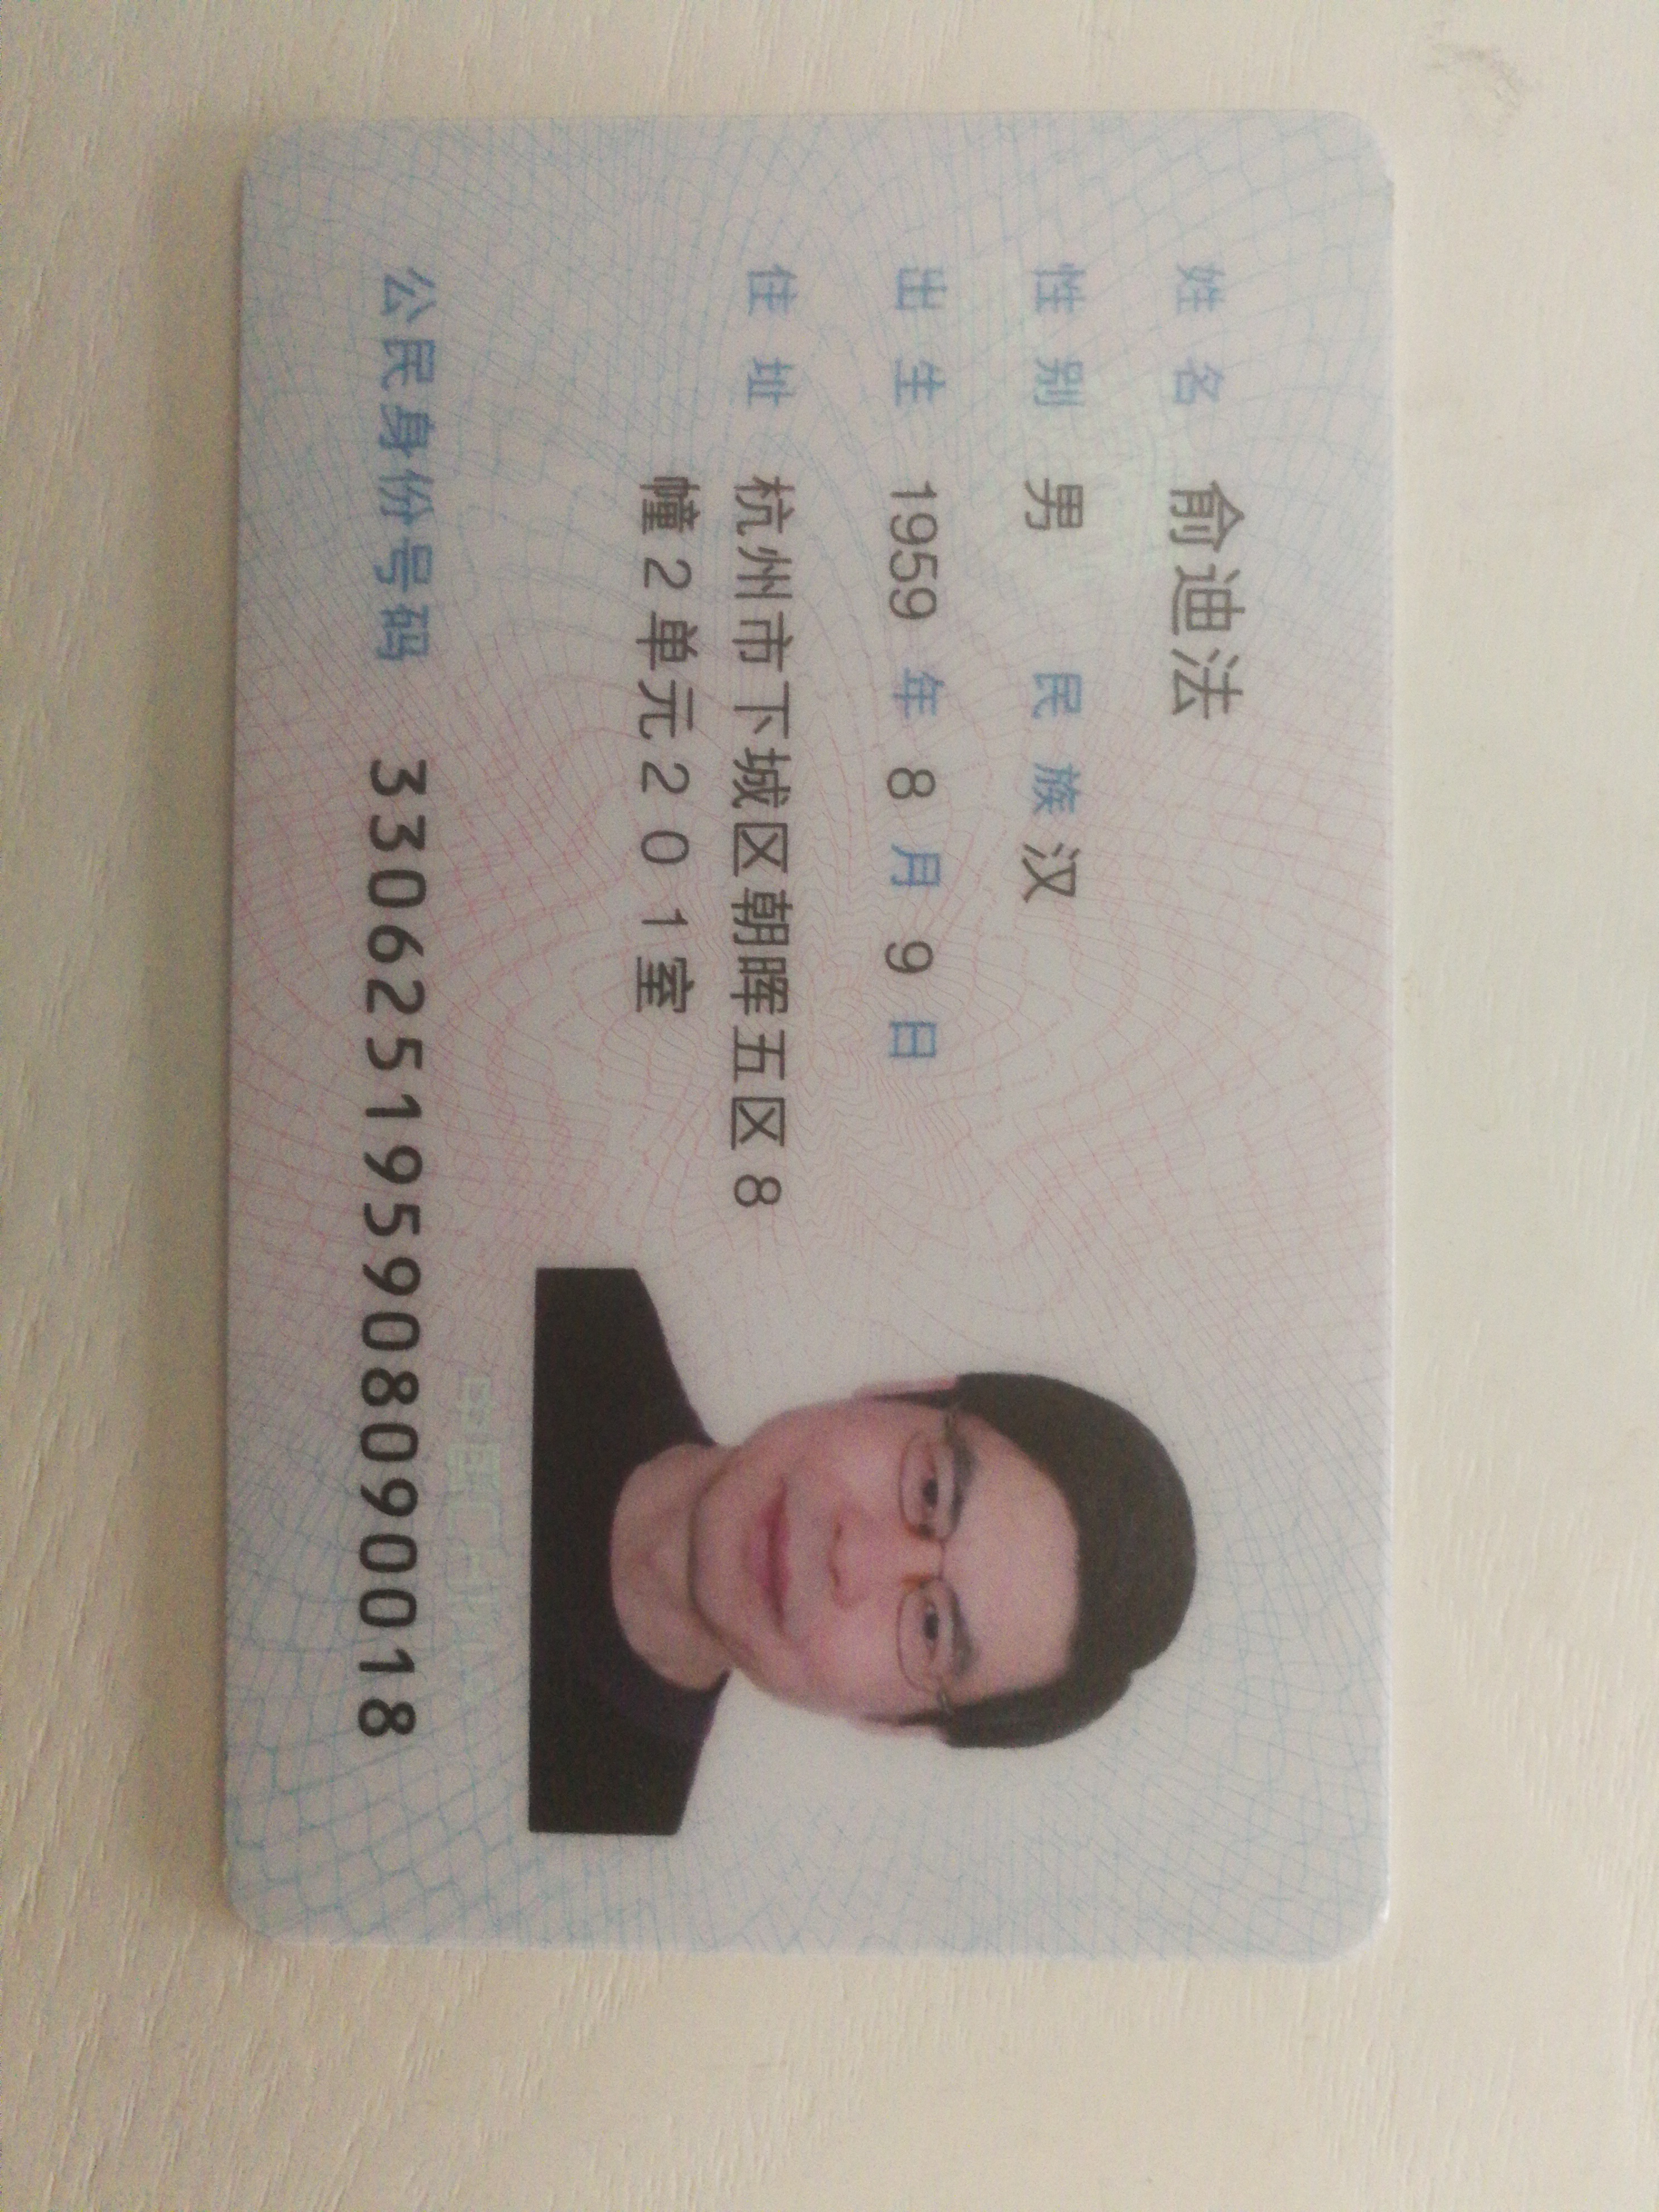 姓名 俞迪法
性别 男 民族 汉
出生 1959 年 8 月 9 日
住址 杭州市下城区朝晖五区8
幢2单元201室
公民身份号码 330625195908090018